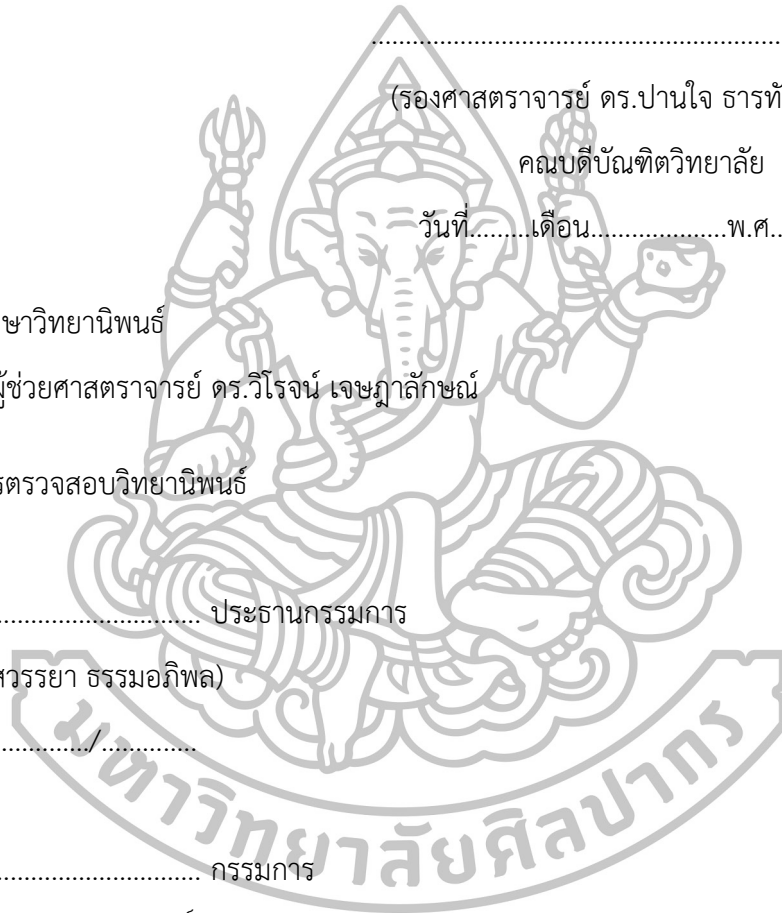 ...........................................................
(รองศาสตราจารย์ ดร.ปานใจ ธารทั
คณบดีบัณฑิตวิทยาลัย
วันที่.........เดือน....................พ.ศ..
ษาวิทยานิพนธ์
ผู้ช่วยศาสตราจารย์ ดร.วิโรจน์ เจษฎาลักษณ์
รตรวจสอบวิทยานิพนธ์
.............................. ประธานกรรมการ
สวรรยา ธรรมอภิพล)
............./..............
.............................. กรรมการ
มหาวิทยาลัยศิลปากร